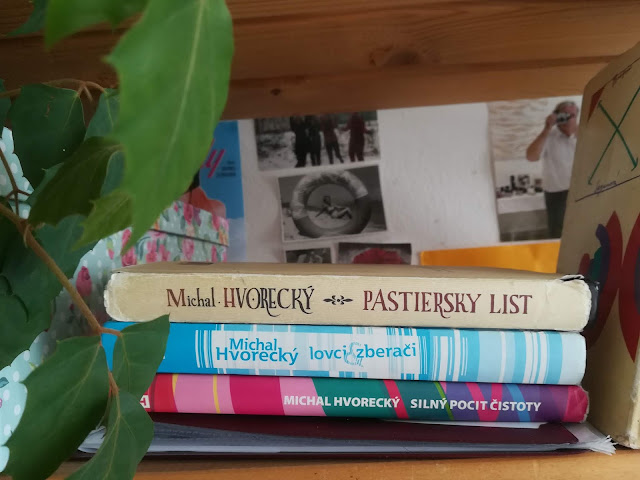 Michal · HVORECKÝ PASTIERSKY LIST
Michal
Hvorecký lovci & zberači
MICHAL HVORECKÝ SILNÝ POCIT ČISTOTY